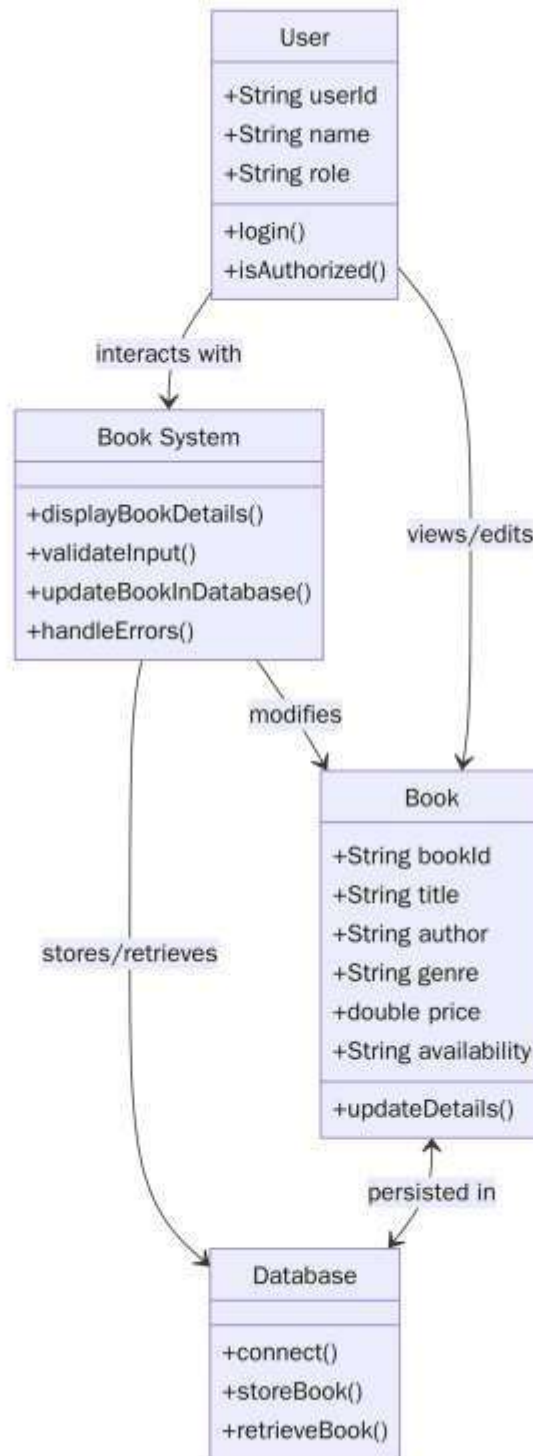 User
+String userId
+String name
+String role
+login()
+isAuthorized()
interacts with
Book System
+displayBookDetails()
+validateInput()
+updateBookInDatabase()
+handleErrors()
views/edits
modifies
Book
+String bookId
+String title
+String author
+String genre
+double price
+String availability
+updateDetails()
stores/retrieves
persisted in
Database
+connect()
+storeBook()
+retrieveBook()